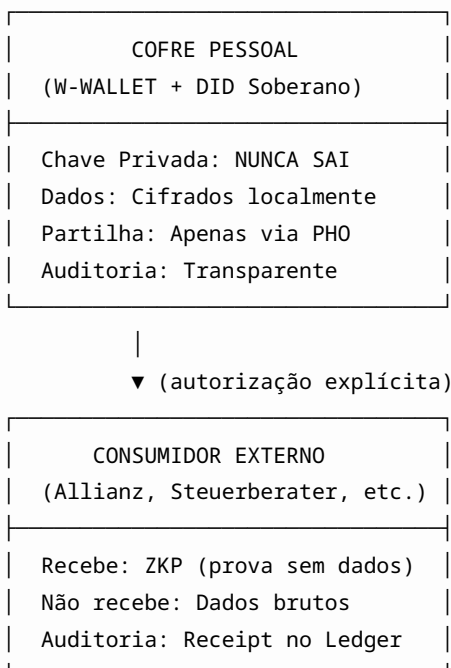 COFRE PESSOAL
(W-WALLET + DID Soberano)
Chave Privada: NUNCA SAI
Dados: Cifrados localmente
Partilha: Apenas via PHO
Auditoria: Transparente
▼ (autorização explícita)
CONSUMIDOR EXTERNO
(Allianz, Steuerberater, etc.)
Recebe: ZKP (prova sem dados)
Não recebe: Dados brutos
Auditoria: Receipt no Ledger